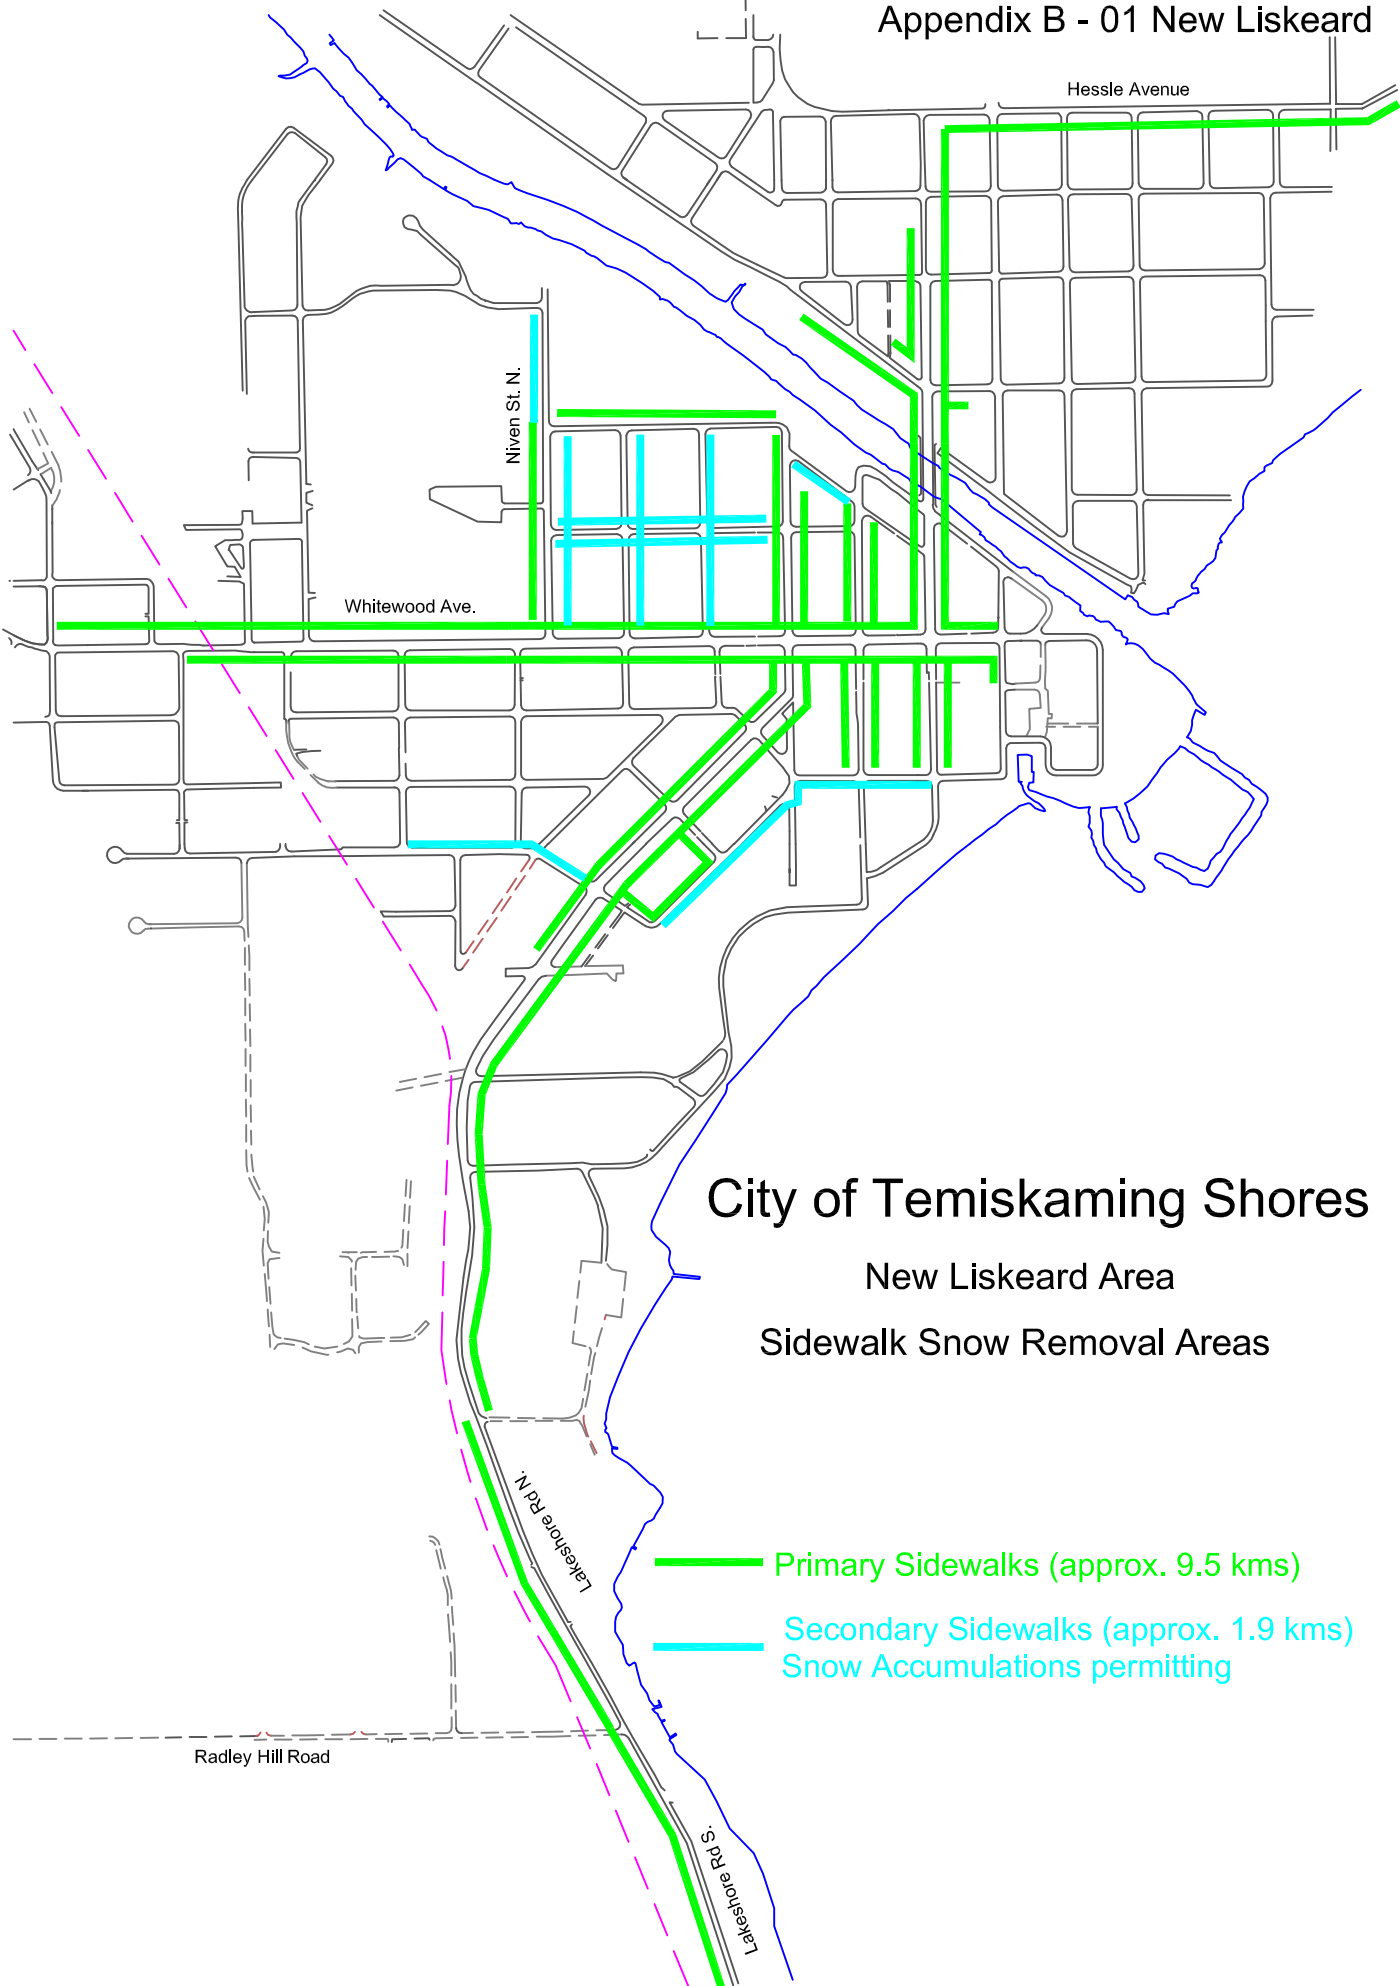 Appendix B - 01 New Liskeard
Hessle Avenue
Niven St. N.
Whitewood Ave.
City of Temiskaming Shores
New Liskeard Area
Sidewalk Snow Removal Areas
Lakeshore Rd N.
Primary Sidewalks (approx. 9.5 kms)
Secondary Sidewalks (approx. 1.9 kms)
Snow Accumulations permitting
Radley Hill Road
Lakeshore Rd S.